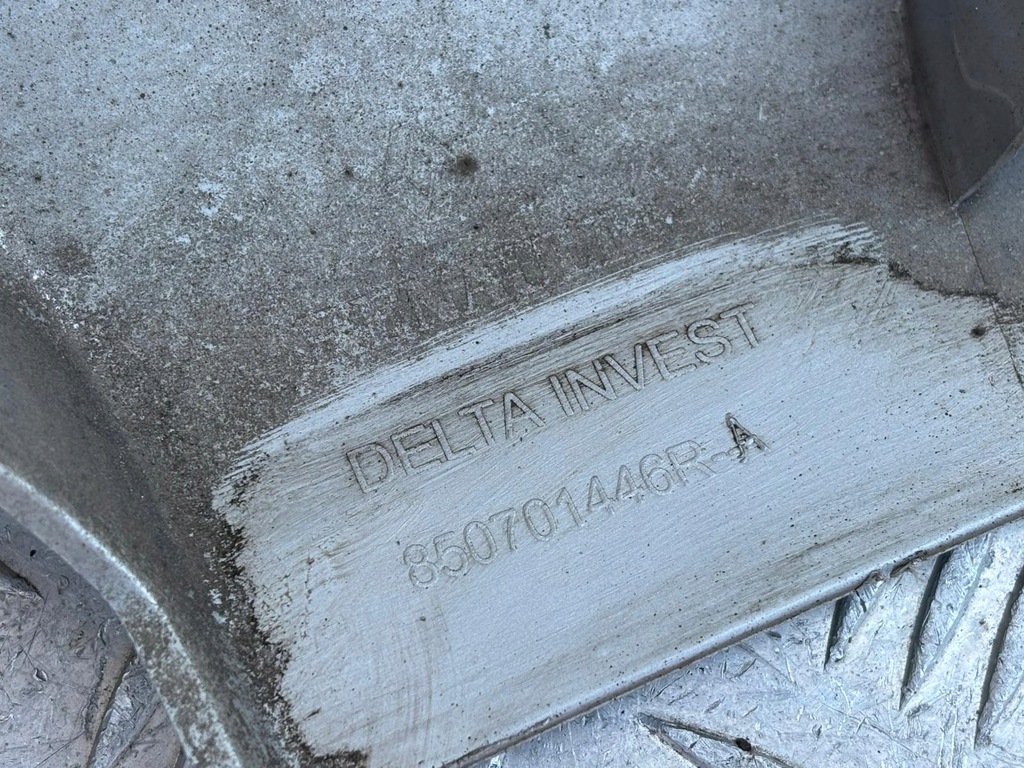 DELTA INVEST
850701446R-A